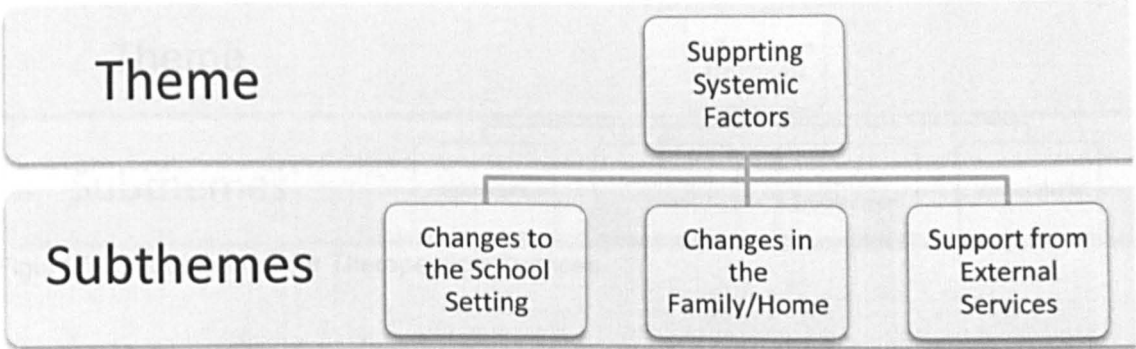 Theme
Supprting
Systemic
Factors
Subthemes
Changes to
the School
Setting
Changes in
the
Family/Home
Support from
External
Services